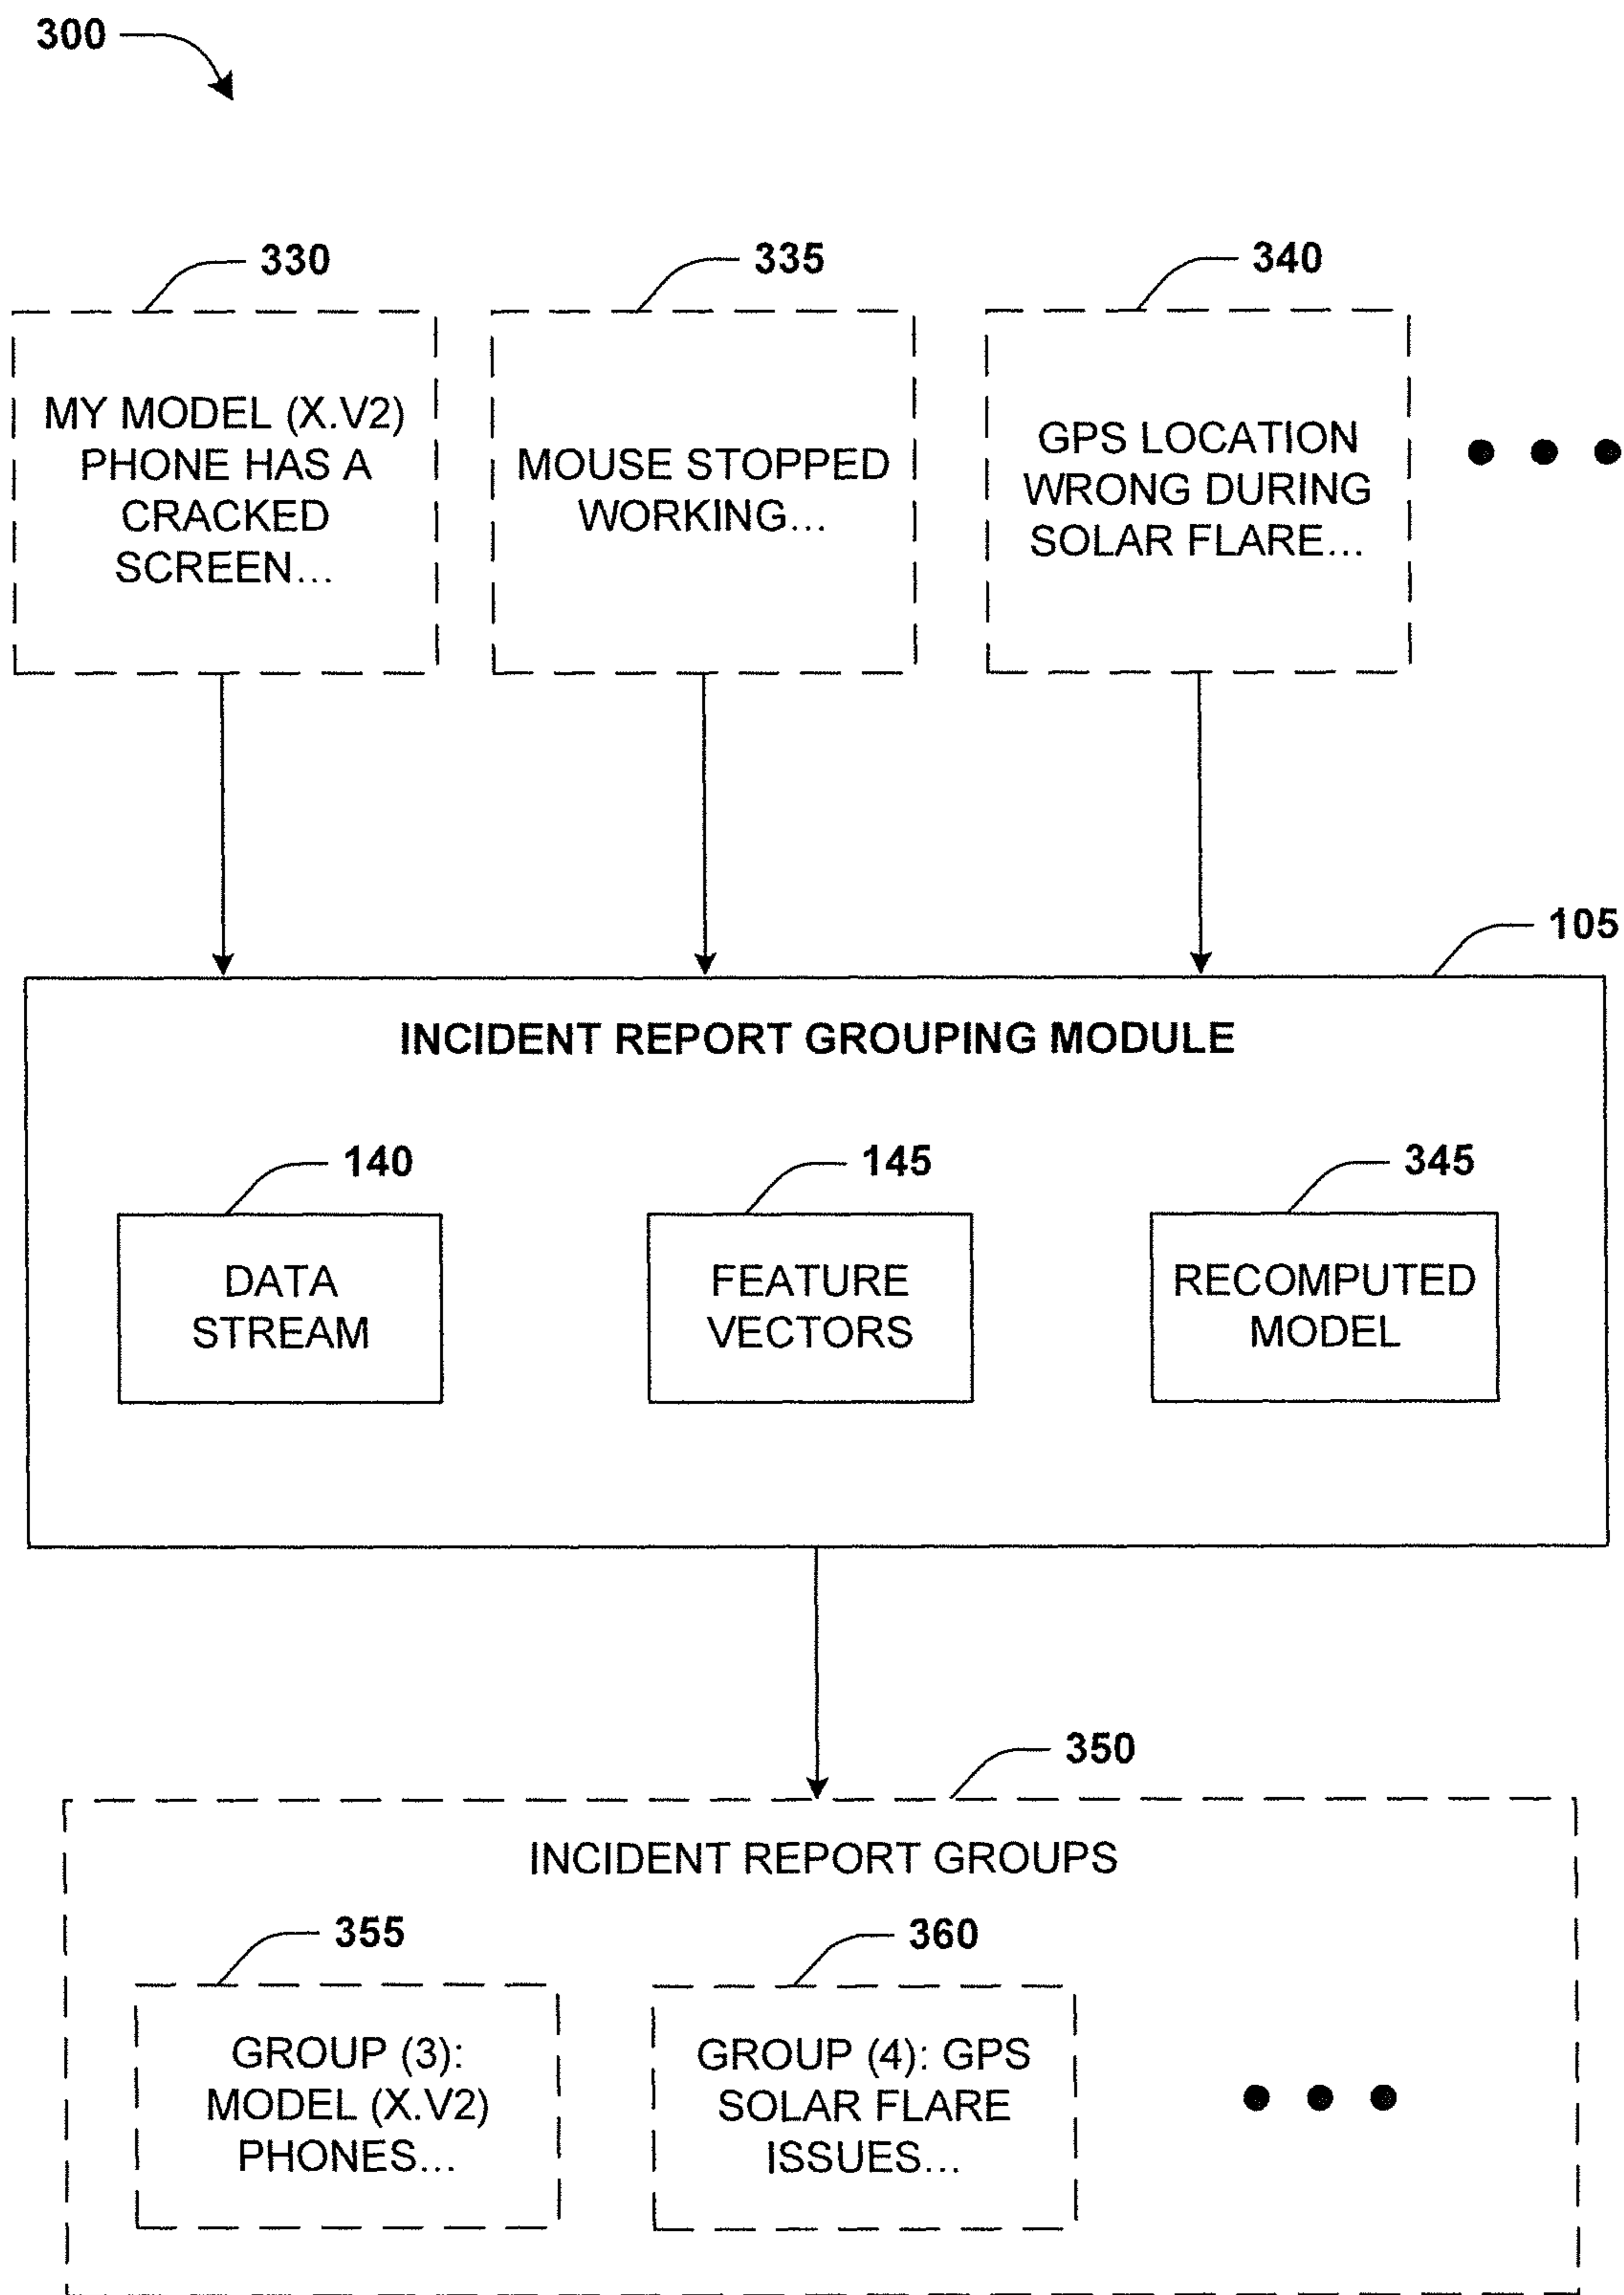 300
330
335
340
MY MODEL (X.V2)
PHONE HAS A
CRACKED
SCREEN...
MOUSE STOPPED
WORKING...
GPS LOCATION
WRONG DURING
SOLAR FLARE...
105
INCIDENT REPORT GROUPING MODULE
140
145
345
DATA
STREAM
FEATURE
VECTORS
RECOMPUTED
MODEL
350
INCIDENT REPORT GROUPS
355
360
GROUP (3):
MODEL (X.V2)
PHONES...
GROUP (4): GPS
SOLAR FLARE
ISSUES...